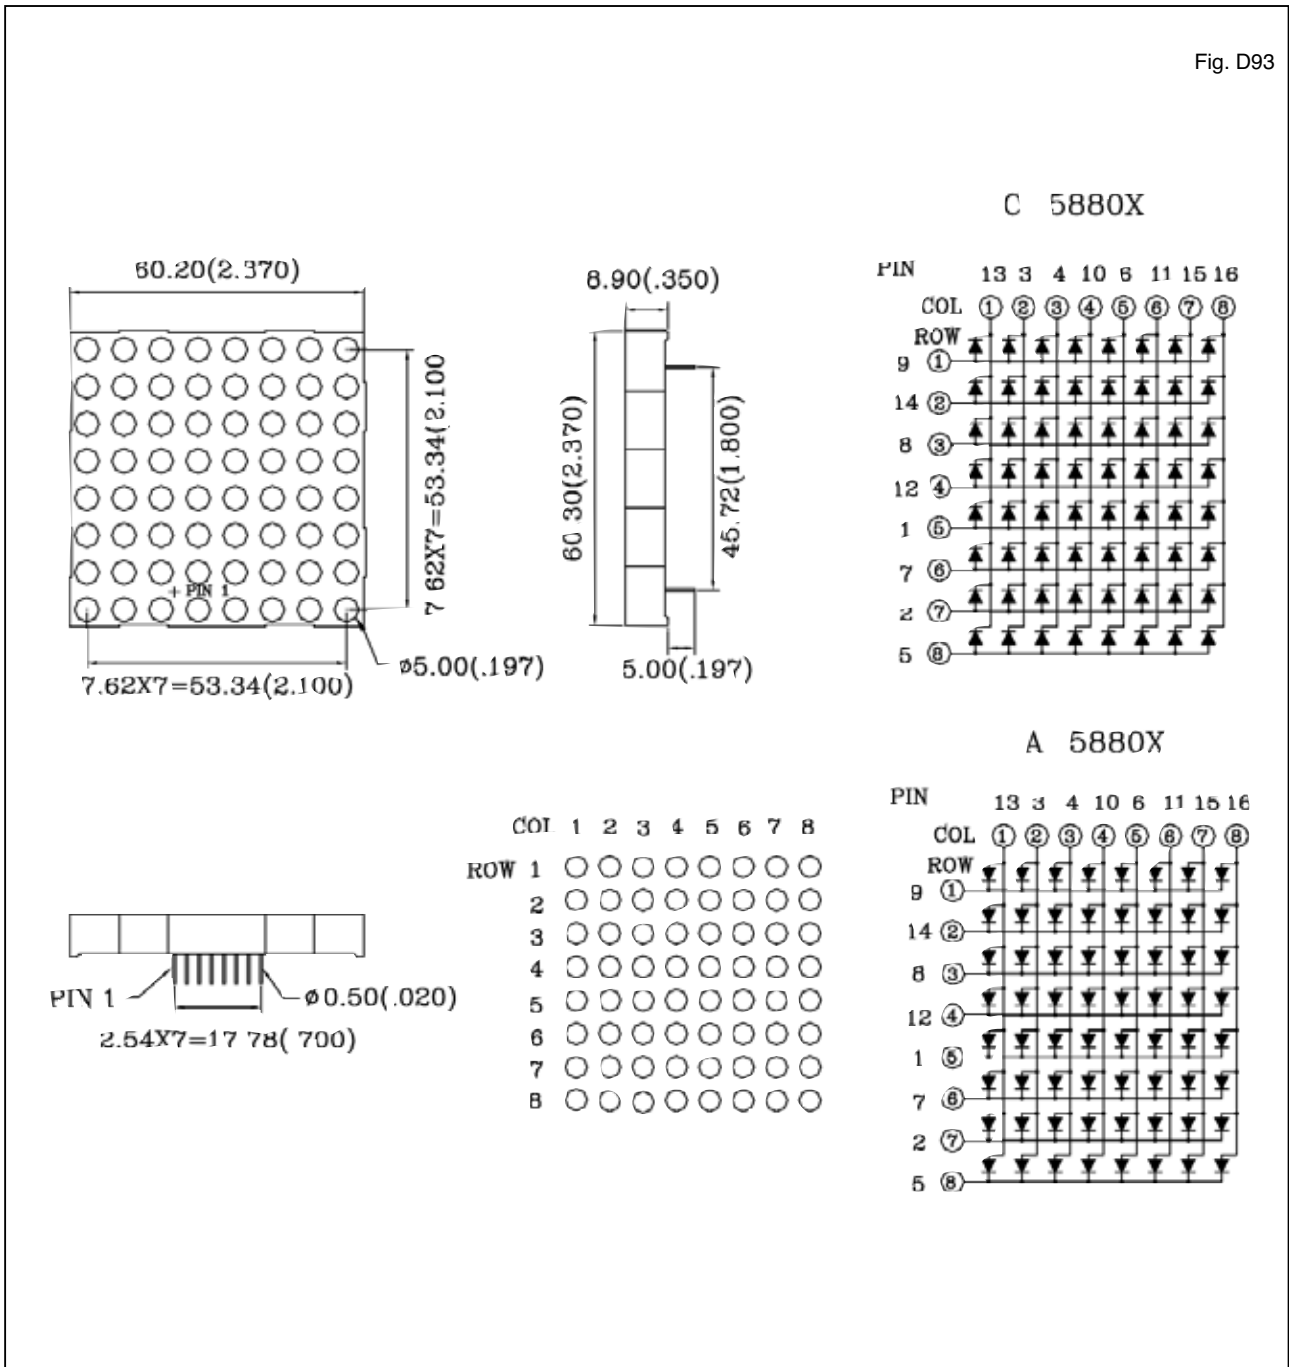 Fig. D93
C 5880X
60.20(2.370)
8.90(.350)
PIN 13 3 4 10 6 11 15 16
COL 1 2 3 4 5 6 7 8
ROW
9 1
14 2
8 3
12 4
1 5
7 6
2 7
5 8
7 62X7=53.34(2.100
60.30(2.370)
45.72(1.800)
+ PIN 1
ø5.00(.197)
5.00(.197)
7.62X7=53.34(2.100)
A 5880X
PIN 13 3 4 10 6 11 15 16
COL 1 2 3 4 5 6 7 8
ROW
9 1
14 2
8 3
12 4
1 5
7 6
2 7
5 8
COL 1 2 3 4 5 6 7 8
ROW 1
2
3
4
5
6
7
8
PIN 1
ø0.50(.020)
2.54X7=17 78( 700)